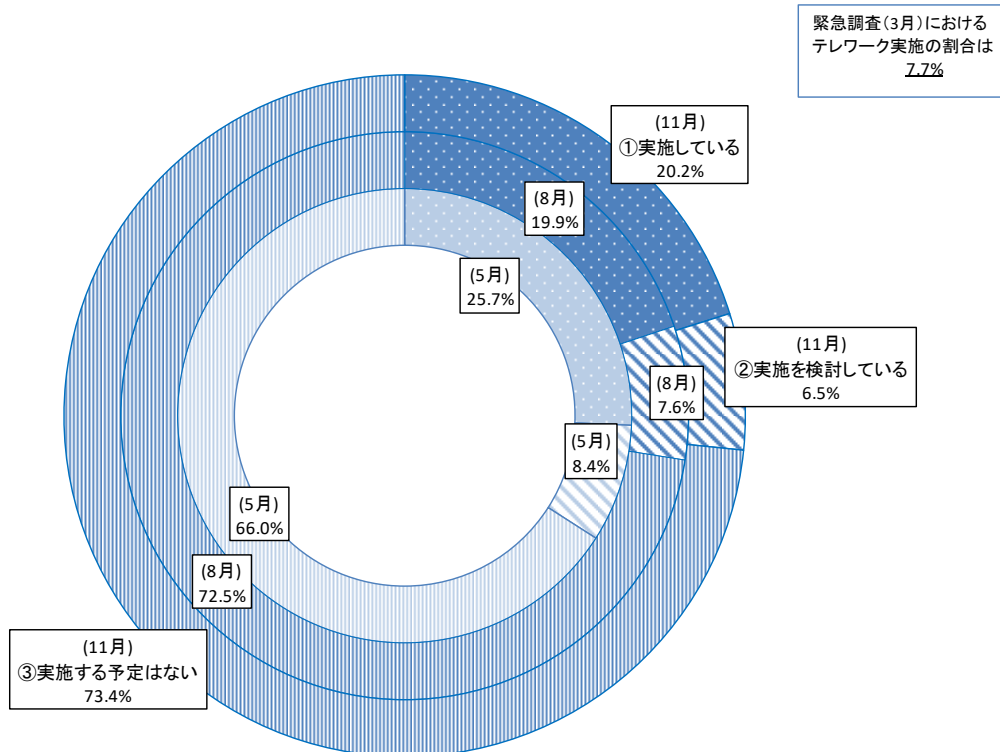 緊急調査(3月)における
テレワーク実施の割合は
7.7%
(11月)
①実施している
20.2%
(8月)
19.9%
(5月)
25.7%
(11月)
②実施を検討している
6.5%
(8月)
7.6%
(5月)
8.4%
(5月)
66.0%
(8月)
72.5%
(11月)
③実施する予定はない
73.4%